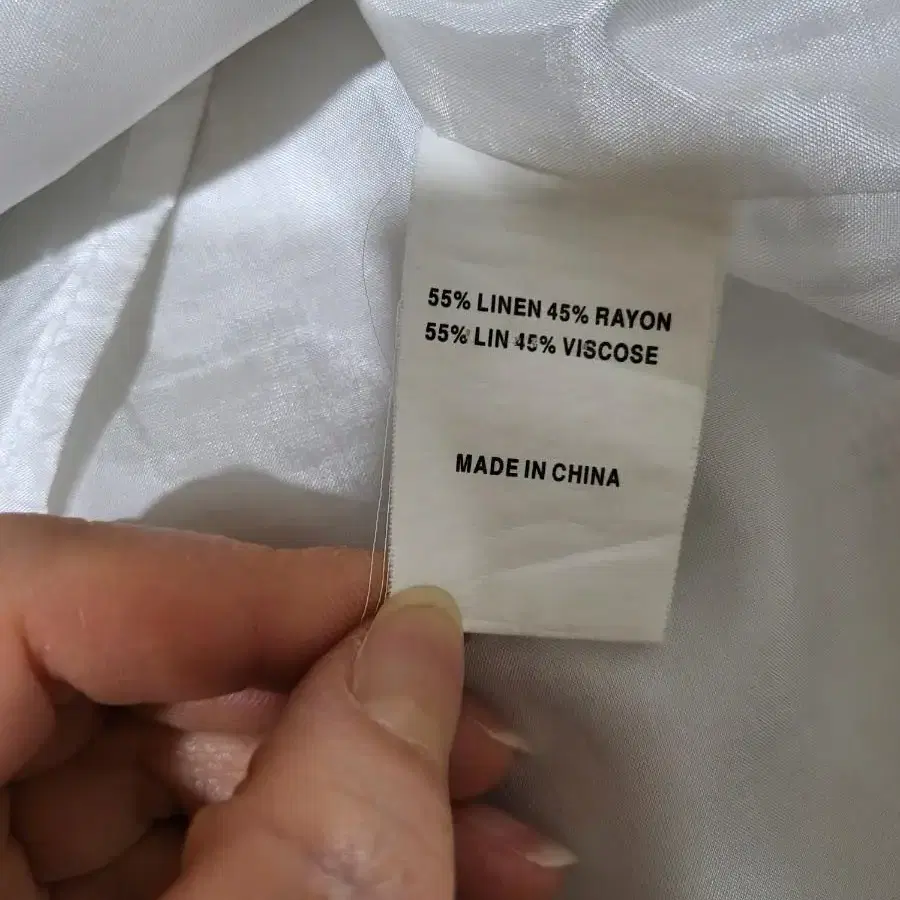 55% LINEN 45% RAYON
55% LIN 45% VISCOSE
MADE IN CHINA